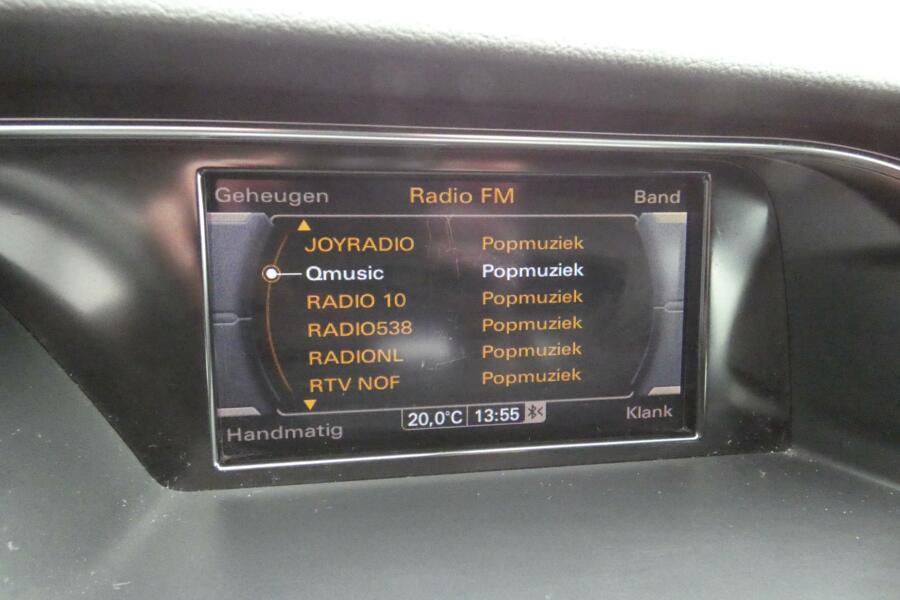 Geheugen Radio FM Band
JOYRADIO Popmuziek
Qmusic Popmuziek
RADIO 10 Popmuziek
RADIO538 Popmuziek
RADIONL Popmuziek
RTV NOF Popmuziek
Handmatig 20,0°C 13:55 Klank